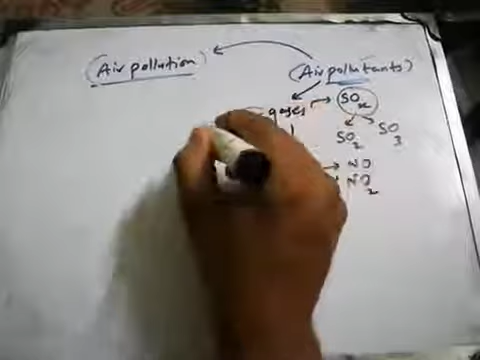 (Air pollution)
(Air pollutants)
gases
SOx
SO2
SO3
NO
NO2